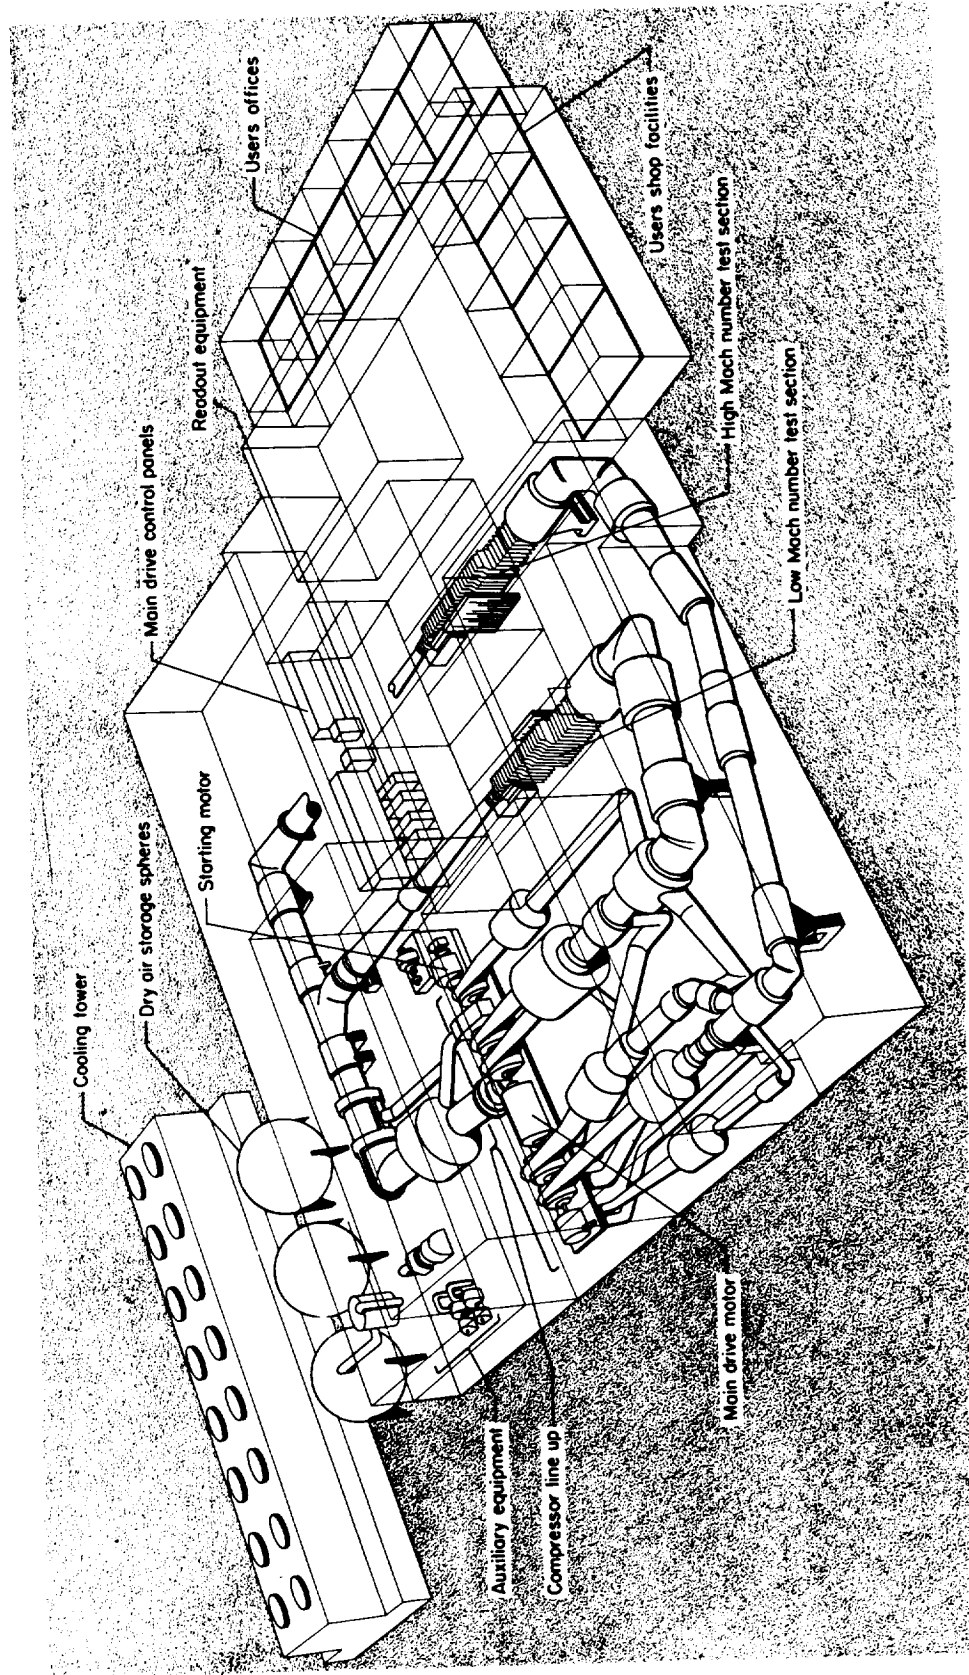 Cooling tower
Dry air storage spheres
Main drive control panels
Readout equipment
Starting motor
Users offices
Auxiliary equipment
Compressor line up
Users shop facilities
Main drive motor
High Mach number test section
Low Mach number test section